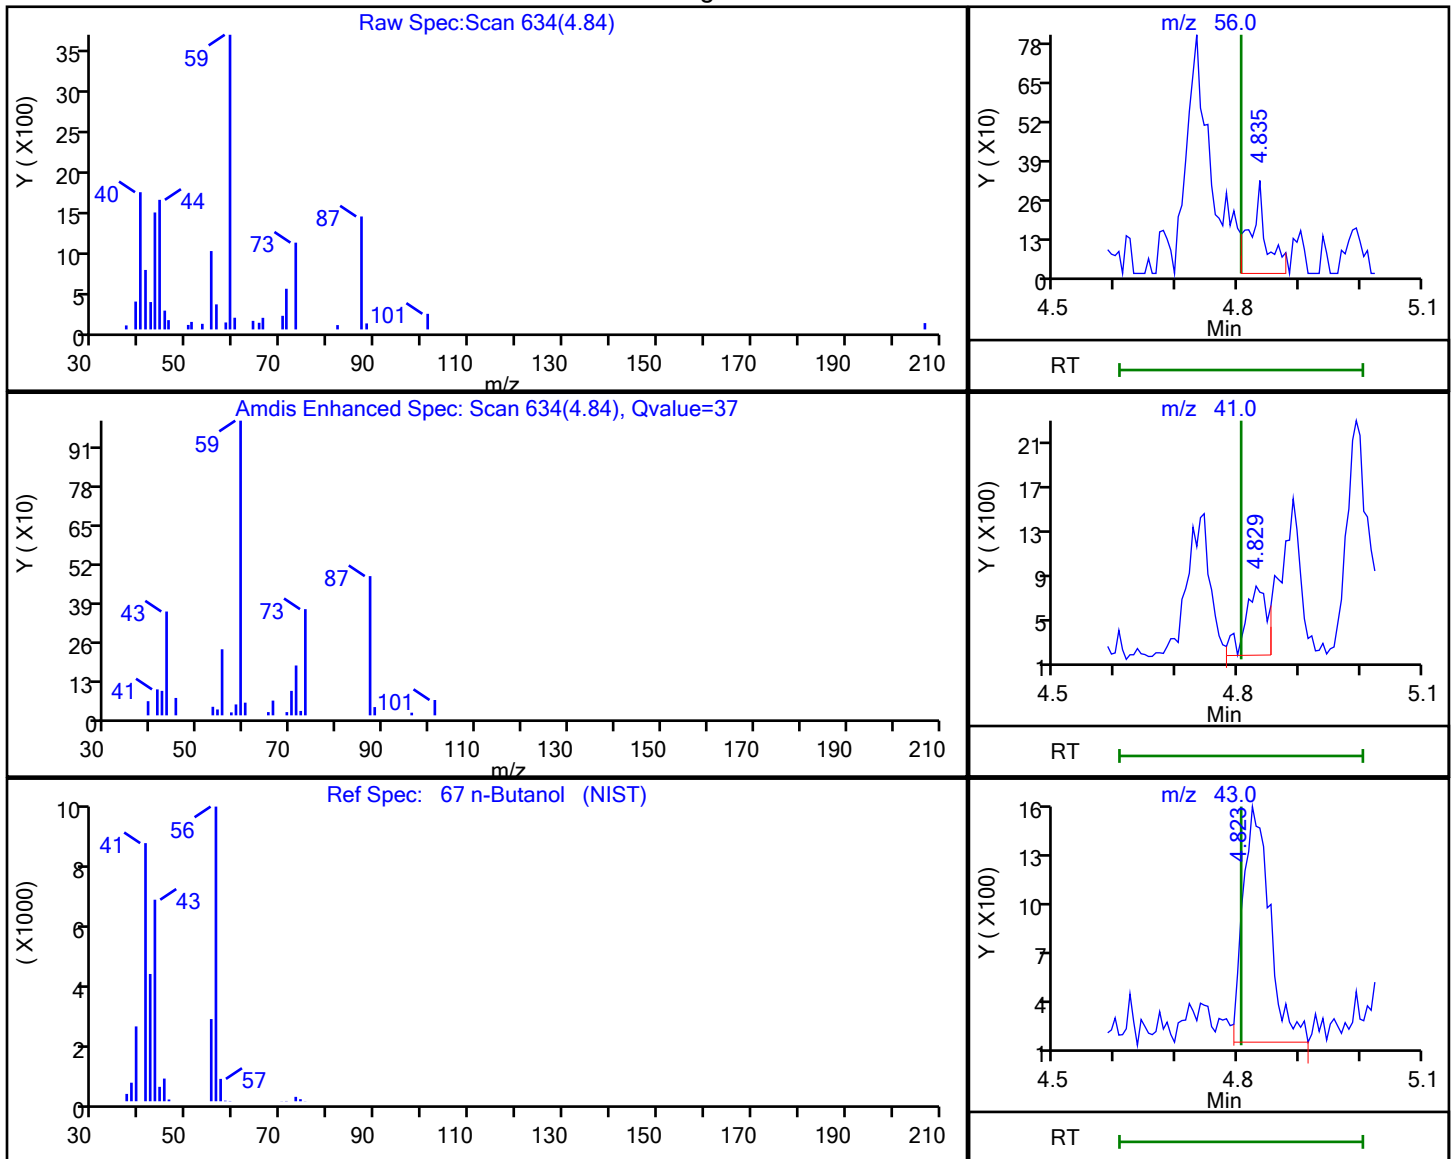 Raw Spec:Scan 634(4.84)
Y ( X100)
35
30
25
20
15
10
5
0
59
40
44
87
73
101
30 50 70 90 110 130 150 170 190 210
m/z
m/z 56.0
Y ( X10)
78
65
52
39
26
13
0
4.835
4.5 4.8 5.1
Min
RT
Amdis Enhanced Spec: Scan 634(4.84), Qvalue=37
Y ( X10)
91
78
65
52
39
26
13
0
59
87
43
73
41
101
30 50 70 90 110 130 150 170 190 210
m/z
m/z 41.0
Y ( X100)
21
17
13
9
5
1
4.829
4.5 4.8 5.1
Min
RT
Ref Spec: 67 n-Butanol (NIST)
( X1000)
10
8
6
4
2
0
56
41
43
57
30 50 70 90 110 130 150 170 190 210
m/z 43.0
Y ( X100)
16
13
10
7
4
1
4.823
4.5 4.8 5.1
Min
RT